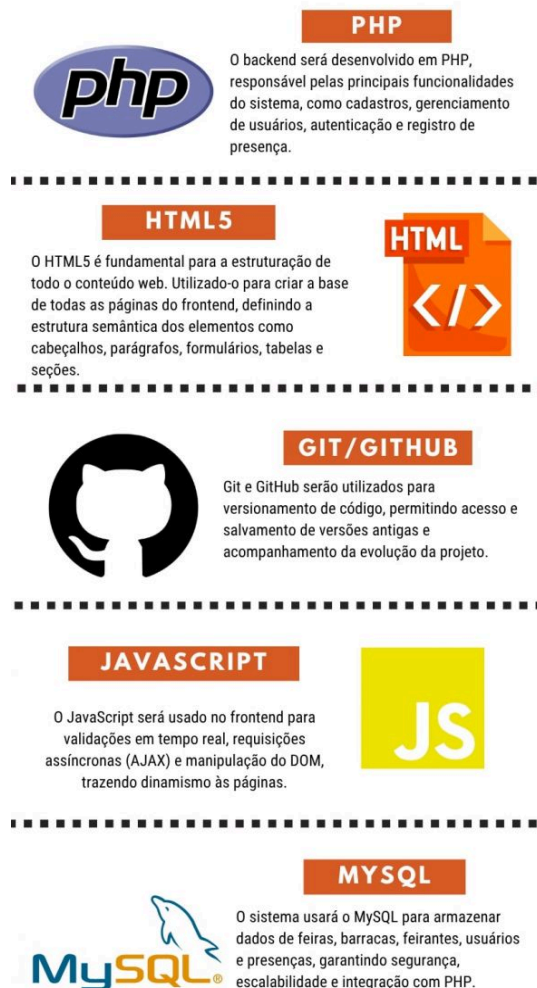 PHP
php
O backend será desenvolvido em PHP,
responsável pelas principais funcionalidades
do sistema, como cadastros, gerenciamento
de usuários, autenticação e registro de
presença.
HTML5
HTML
</>
O HTML5 é fundamental para a estruturação de
todo o conteúdo web. Utilizado-o para criar a base
de todas as páginas do frontend, definindo a
estrutura semântica dos elementos como
cabeçalhos, parágrafos, formulários, tabelas e
seções.
GIT/GITHUB
Git e GitHub serão utilizados para
versionamento de código, permitindo acesso e
salvamento de versões antigas e
acompanhamento da evolução da projeto.
JAVASCRIPT
JS
O JavaScript será usado no frontend para
validações em tempo real, requisições
assíncronas (AJAX) e manipulação do DOM,
trazendo dinamismo às páginas.
MYSQL
O sistema usará o MySQL para armazenar
dados de feiras, barracas, feirantes, usuários
e presenças, garantindo segurança,
escalabilidade e integração com PHP.
MySQL®